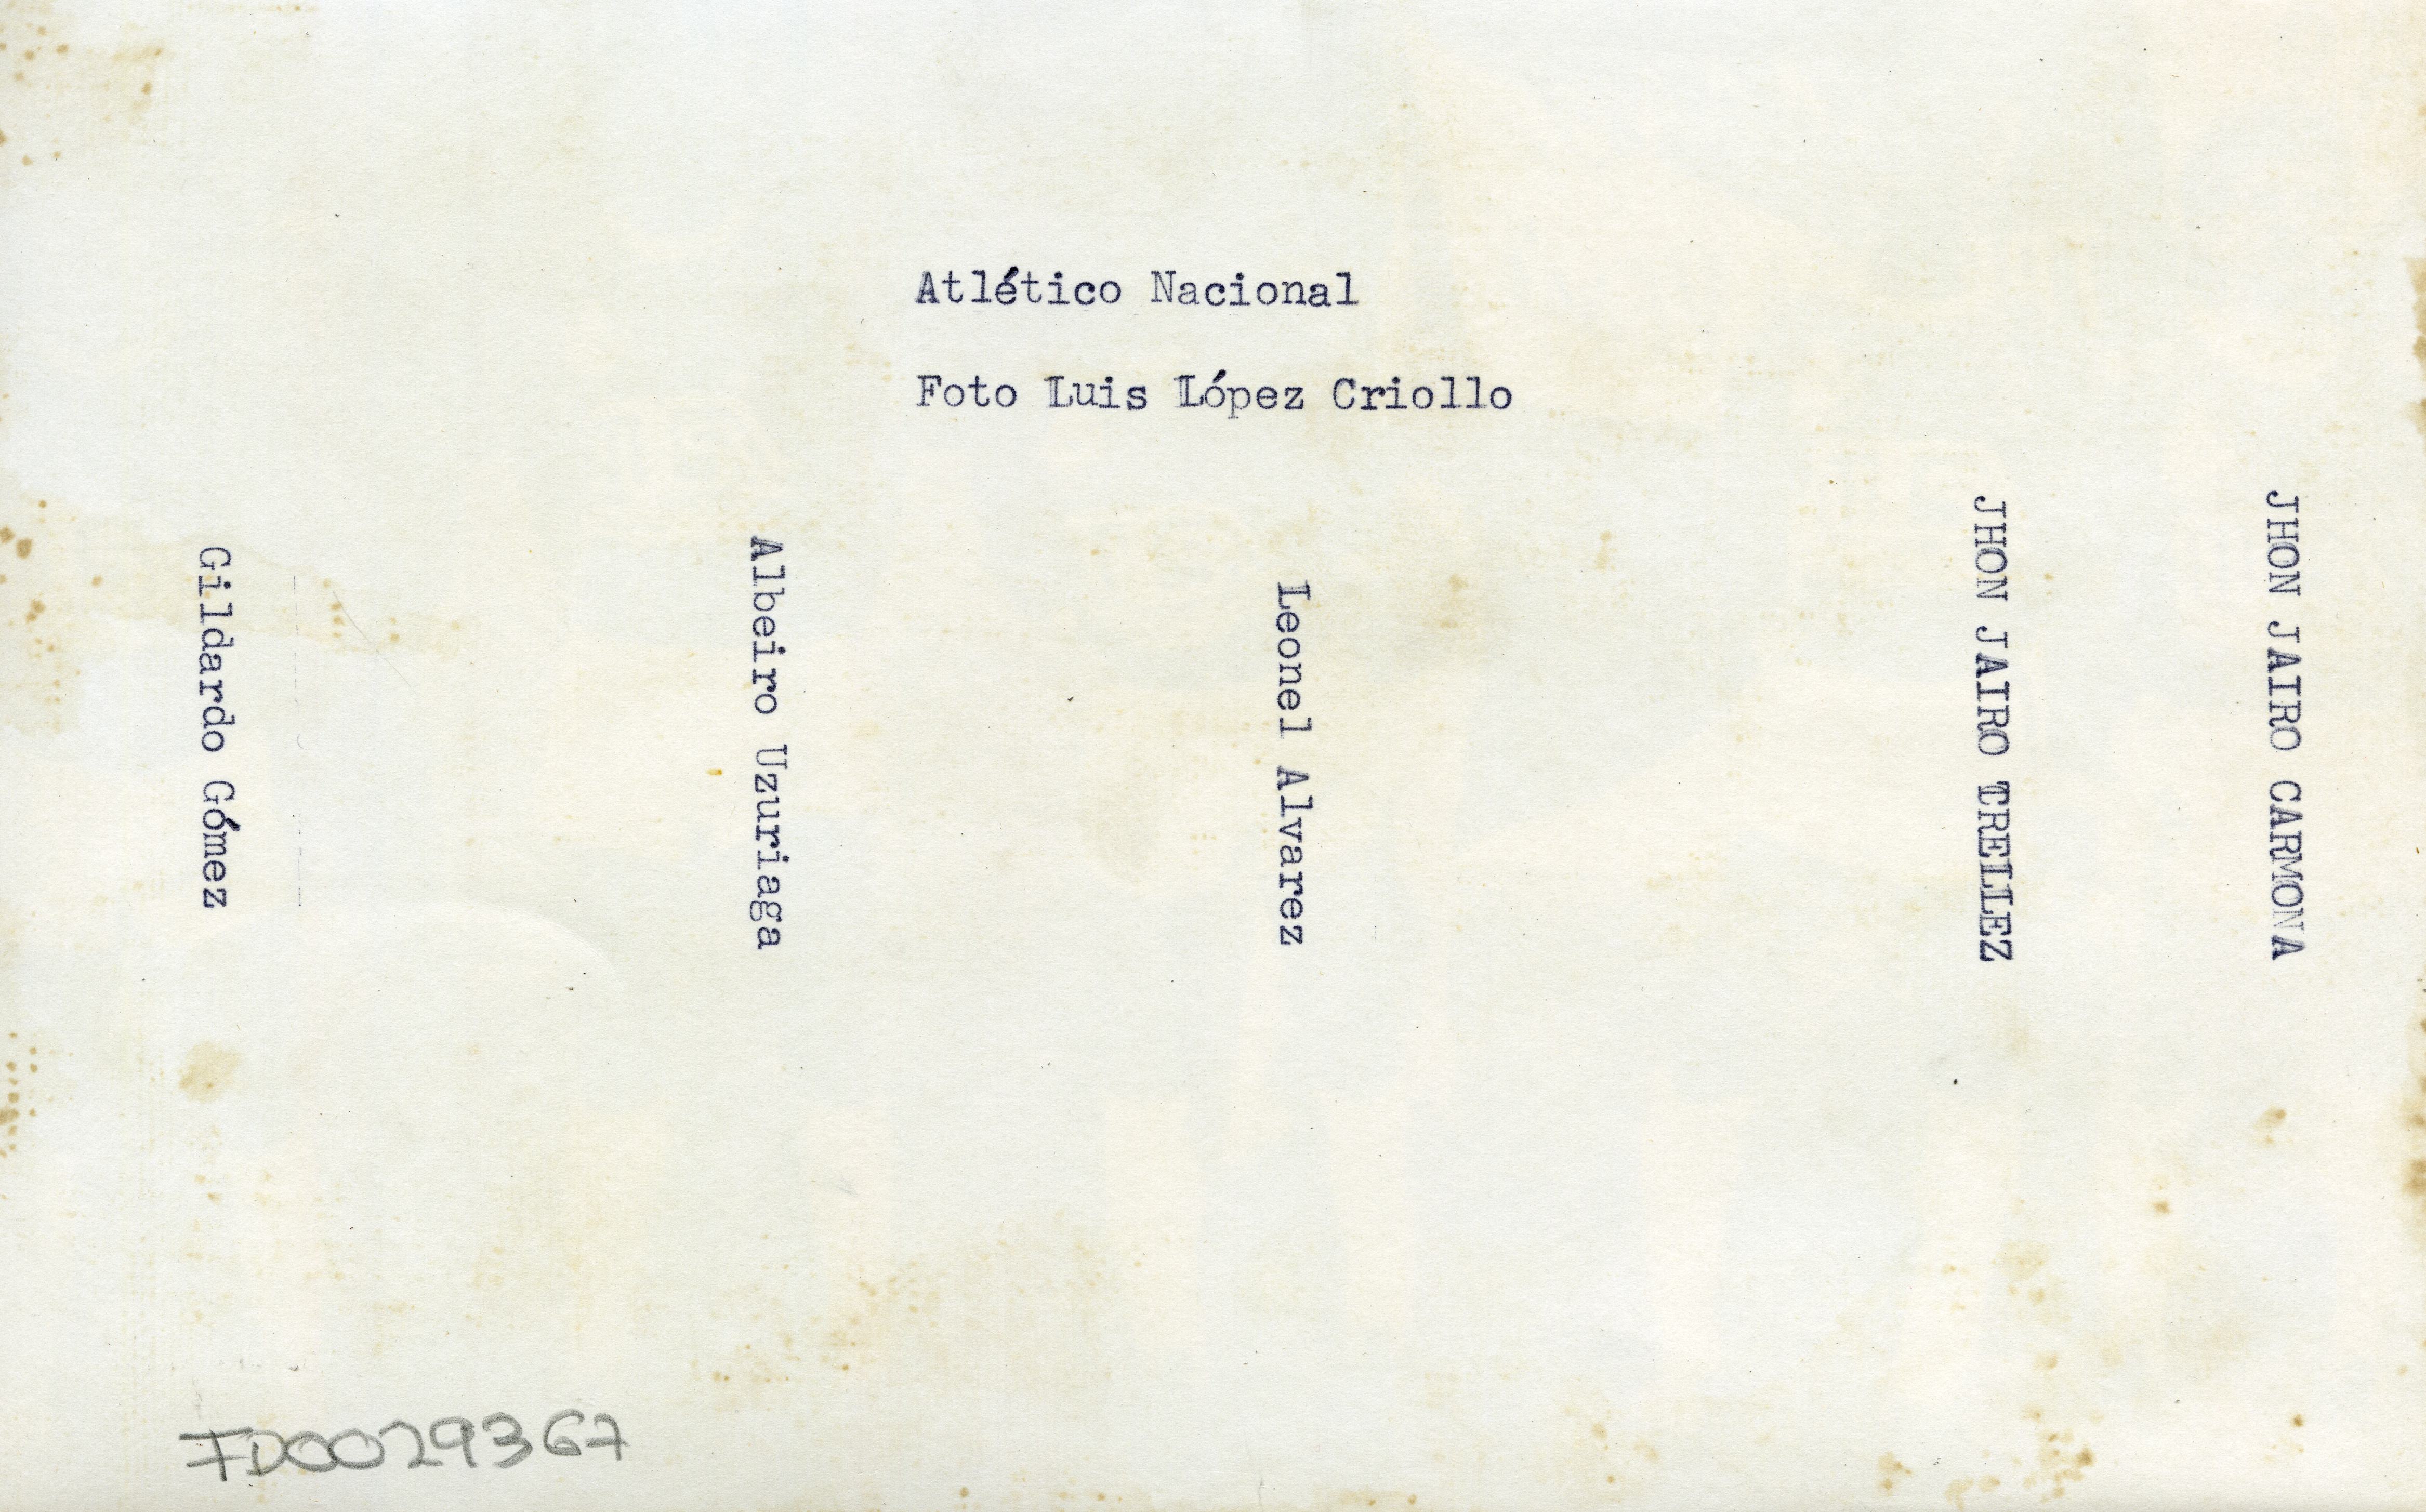 Atlético Nacional
Foto Luis López Criollo
Gildardo Gómez
Albeiro Uzuriaga
Leonel Alvarez
JHON JAIRO TRELLEZ
JHON JAIRO CARMONA
FD0029367